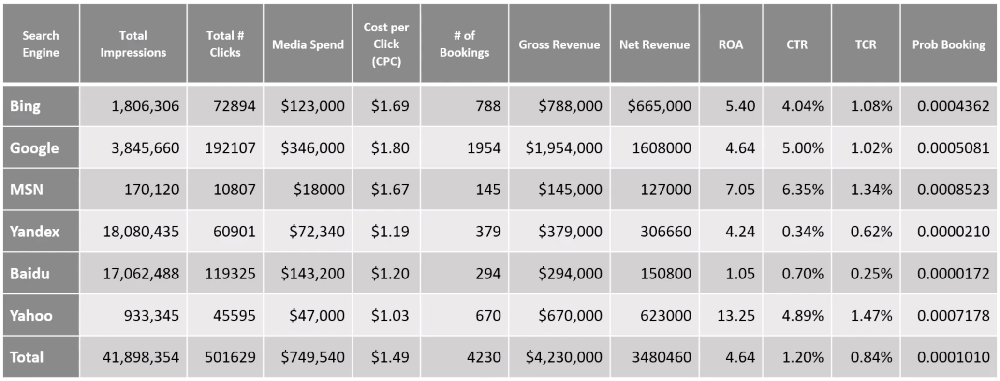 Search Engine | Total Impressions | Total # Clicks | Media Spend | Cost per Click (CPC) | # of Bookings | Gross Revenue | Net Revenue | ROA | CTR | TCR | Prob Booking
Bing | 1,806,306 | 72894 | $123,000 | $1.69 | 788 | $788,000 | $665,000 | 5.40 | 4.04% | 1.08% | 0.0004362
Google | 3,845,660 | 192107 | $346,000 | $1.80 | 1954 | $1,954,000 | 1608000 | 4.64 | 5.00% | 1.02% | 0.0005081
MSN | 170,120 | 10807 | $18000 | $1.67 | 145 | $145,000 | 127000 | 7.05 | 6.35% | 1.34% | 0.0008523
Yandex | 18,080,435 | 60901 | $72,340 | $1.19 | 379 | $379,000 | 306660 | 4.24 | 0.34% | 0.62% | 0.0000210
Baidu | 17,062,488 | 119325 | $143,200 | $1.20 | 294 | $294,000 | 150800 | 1.05 | 0.70% | 0.25% | 0.0000172
Yahoo | 933,345 | 45595 | $47,000 | $1.03 | 670 | $670,000 | 623000 | 13.25 | 4.89% | 1.47% | 0.0007178
Total | 41,898,354 | 501629 | $749,540 | $1.49 | 4230 | $4,230,000 | 3480460 | 4.64 | 1.20% | 0.84% | 0.0001010